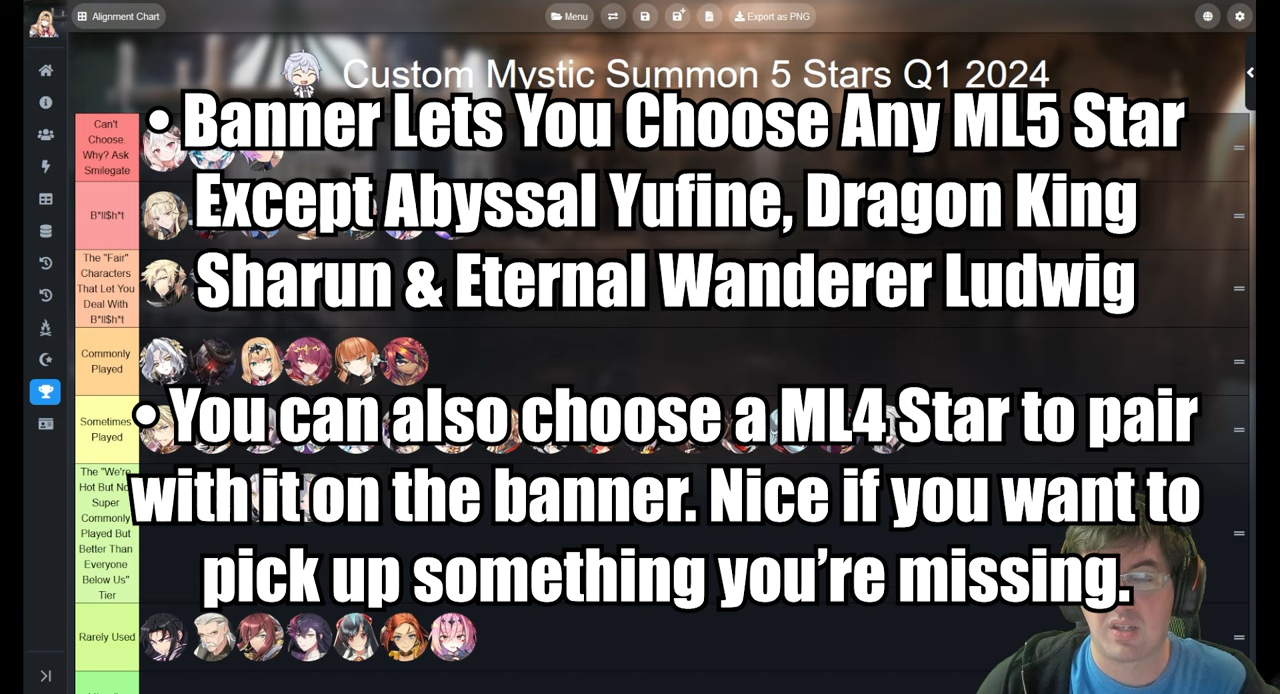 Alignment Chart
Menu
Export as PNG
Custom Mystic Summon 5 Stars Q1 2024
• Banner Lets You Choose Any ML5 Star
Except Abyssal Yufine, Dragon King
Sharun & Eternal Wanderer Ludwig
• You can also choose a ML4 Star to pair
with it on the banner. Nice if you want to
pick up something you’re missing.
Can't
Choose.
Why? Ask
Smilegate
B*ll$h*t
The "Fair"
Characters
That Let You
Deal With
B*ll$h*t
Commonly
Played
Sometimes
Played
The "We're
Hot But No
Super
Commonly
Played But
Better Than
Everyone
Below Us"
Tier
Rarely Used